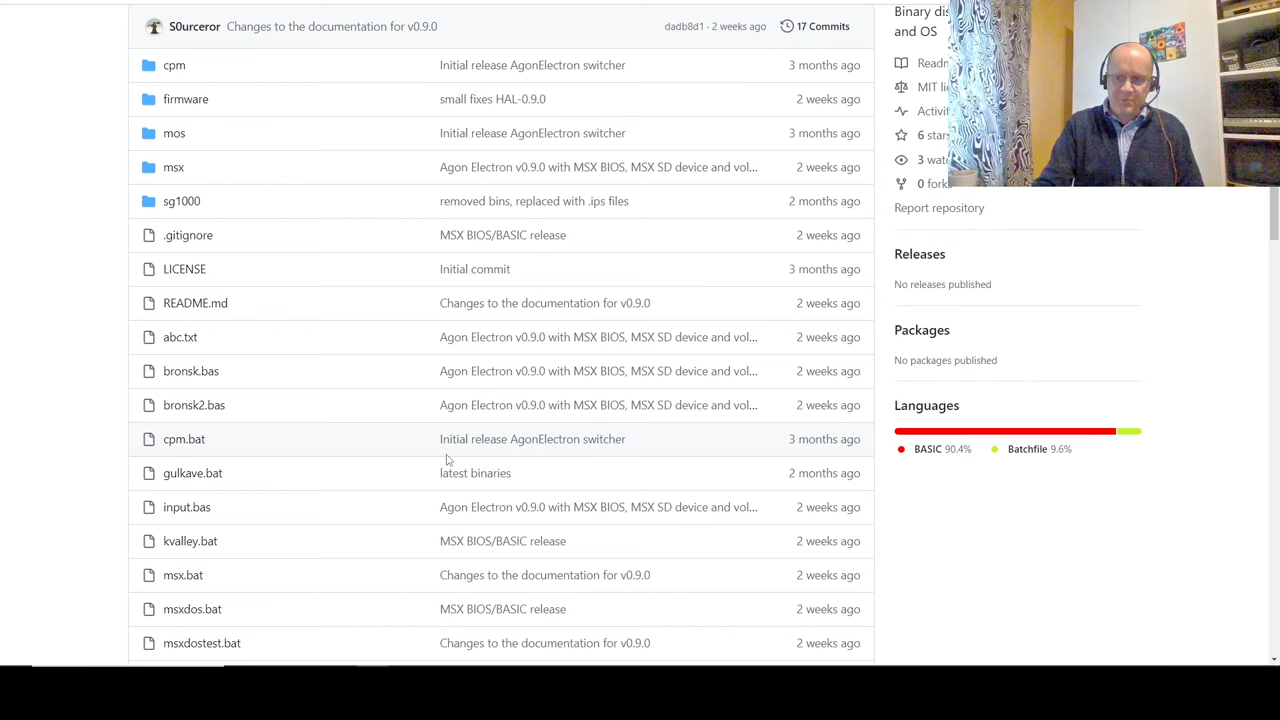 S0urceror Changes to the documentation for v0.9.0 dadb8d1 · 2 weeks ago 17 Commits
cpm Initial release AgonElectron switcher 3 months ago
firmware small fixes HAL-0.9.0 2 weeks ago
mos Initial release AgonElectron switcher 3 months ago
msx Agon Electron v0.9.0 with MSX BIOS, MSX SD device and vol... 2 weeks ago
sg1000 removed bins, replaced with .ips files 2 months ago
.gitignore MSX BIOS/BASIC release 2 weeks ago
LICENSE Initial commit 3 months ago
README.md Changes to the documentation for v0.9.0 2 weeks ago
abc.txt Agon Electron v0.9.0 with MSX BIOS, MSX SD device and vol... 2 weeks ago
bronsk.bas Agon Electron v0.9.0 with MSX BIOS, MSX SD device and vol... 2 weeks ago
bronsk2.bas Agon Electron v0.9.0 with MSX BIOS, MSX SD device and vol... 2 weeks ago
cpm.bat Initial release AgonElectron switcher 3 months ago
gulkave.bat latest binaries 2 months ago
input.bas Agon Electron v0.9.0 with MSX BIOS, MSX SD device and vol... 2 weeks ago
kvalley.bat MSX BIOS/BASIC release 2 weeks ago
msx.bat Changes to the documentation for v0.9.0 2 weeks ago
msxdos.bat MSX BIOS/BASIC release 2 weeks ago
msxdostest.bat Changes to the documentation for v0.9.0 2 weeks ago
Binary dis
and OS
Readn
MIT li
Activi
6 stars
3 wat
0 fork
Report repository
Releases
No releases published
Packages
No packages published
Languages
BASIC 90.4% Batchfile 9.6%